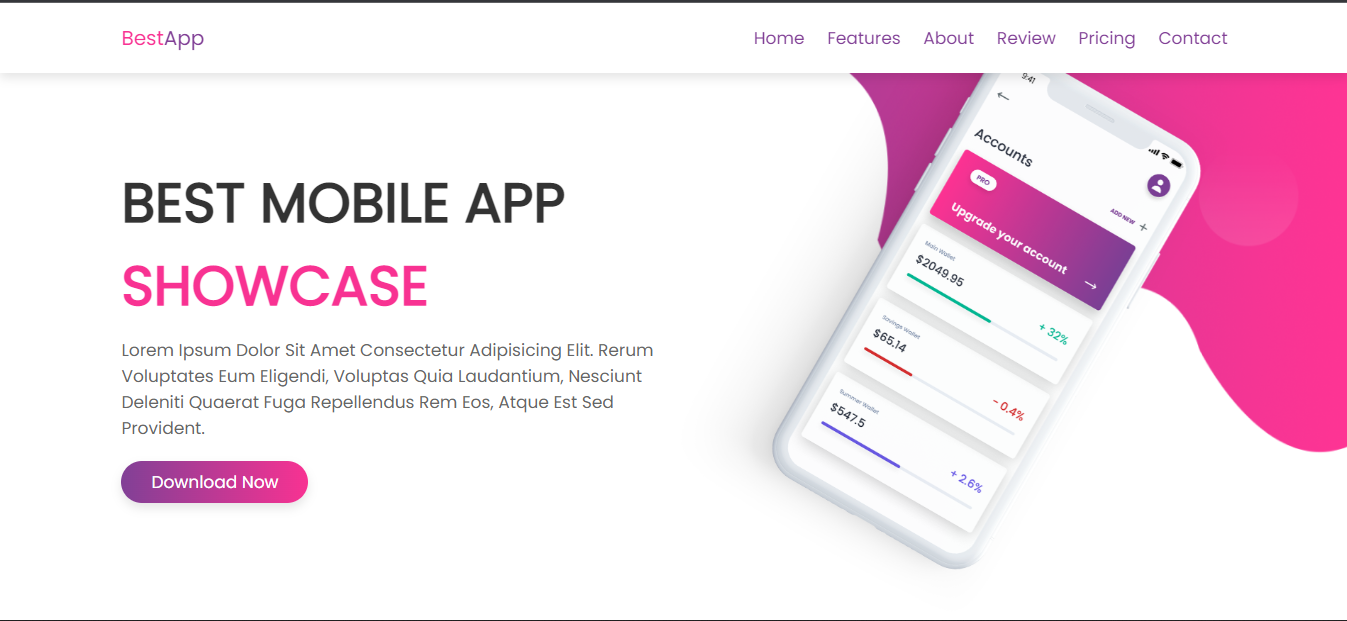 BestApp
Home Features About Review Pricing Contact
BEST MOBILE APP
SHOWCASE
Lorem Ipsum Dolor Sit Amet Consectetur Adipisicing Elit. Rerum
Voluptates Eum Eligendi, Voluptas Quia Laudantium, Nesciunt
Deleniti Quaerat Fuga Repellendus Rem Eos, Atque Est Sed
Provident.
Download Now
9:41
Accounts
ADD NEW +
PRO
Upgrade your account
Main Wallet
$2049.95
+ 32%
Savings Wallet
$65.14
- 0.4%
Summer Wallet
$547.5
+ 2.6%